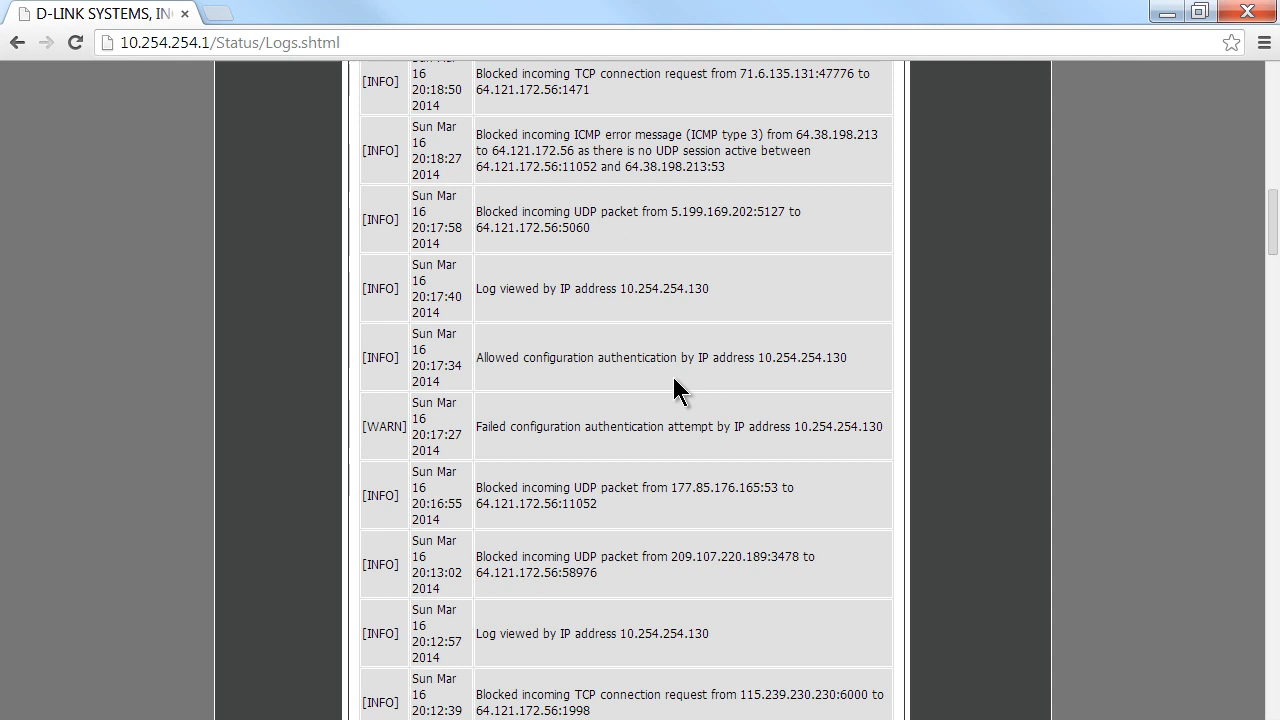 D-LINK SYSTEMS, IN
10.254.254.1/Status/Logs.shtml
[INFO]
Sun Mar
16
20:18:50
2014
Blocked incoming TCP connection request from 71.6.135.131:47776 to
64.121.172.56:1471
[INFO]
Sun Mar
16
20:18:27
2014
Blocked incoming ICMP error message (ICMP type 3) from 64.38.198.213
to 64.121.172.56 as there is no UDP session active between
64.121.172.56:11052 and 64.38.198.213:53
[INFO]
Sun Mar
16
20:17:58
2014
Blocked incoming UDP packet from 5.199.169.202:5127 to
64.121.172.56:5060
[INFO]
Sun Mar
16
20:17:40
2014
Log viewed by IP address 10.254.254.130
[INFO]
Sun Mar
16
20:17:34
2014
Allowed configuration authentication by IP address 10.254.254.130
[WARN]
Sun Mar
16
20:17:27
2014
Failed configuration authentication attempt by IP address 10.254.254.130
[INFO]
Sun Mar
16
20:16:55
2014
Blocked incoming UDP packet from 177.85.176.165:53 to
64.121.172.56:11052
[INFO]
Sun Mar
16
20:13:02
2014
Blocked incoming UDP packet from 209.107.220.189:3478 to
64.121.172.56:58976
[INFO]
Sun Mar
16
20:12:57
2014
Log viewed by IP address 10.254.254.130
[INFO]
Sun Mar
16
20:12:39
Blocked incoming TCP connection request from 115.239.230.230:6000 to
64.121.172.56:1998